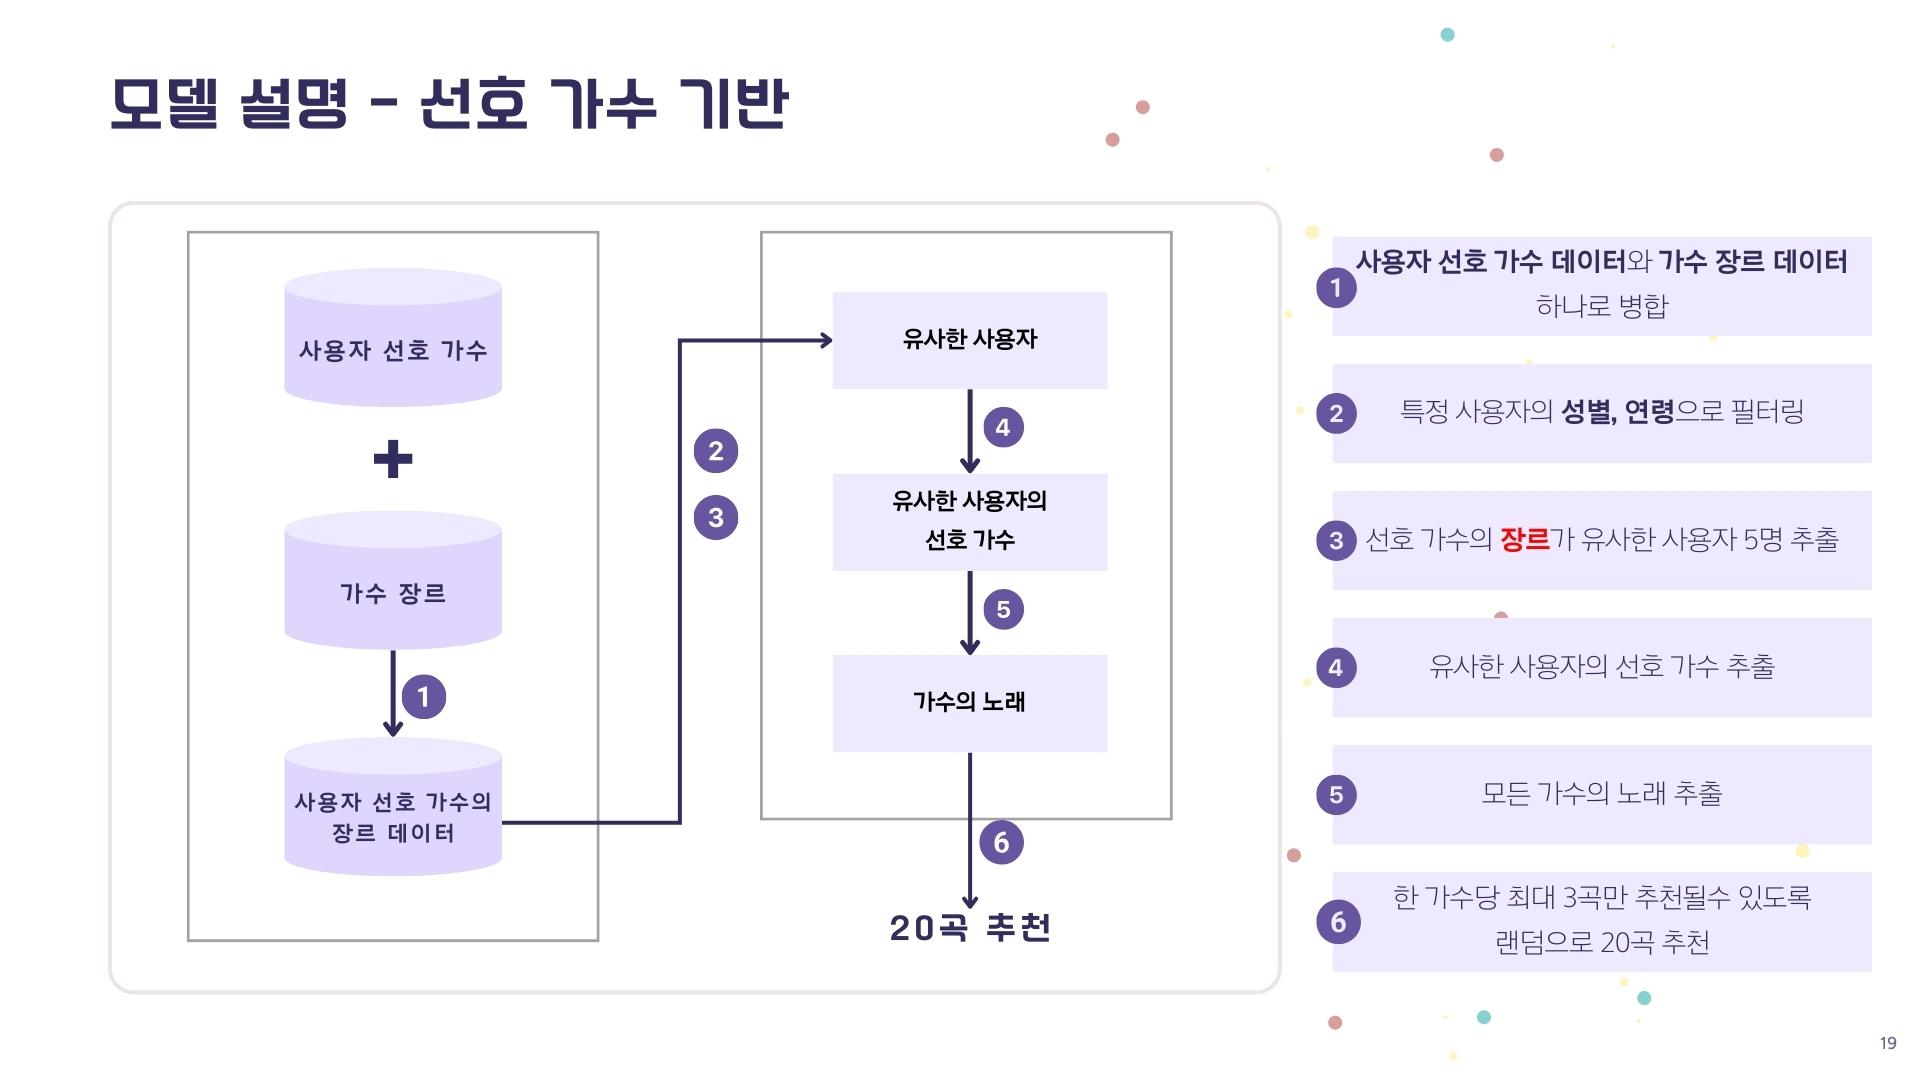 모델 설명 - 선호 가수 기반
사용자 선호 가수
+
가수 장르
1
사용자 선호 가수의
장르 데이터
2
3
유사한 사용자
4
유사한 사용자의
선호 가수
5
가수의 노래
6
20곡 추천
1
사용자 선호 가수 데이터와 가수 장르 데이터
하나로 병합
2 특정 사용자의 성별, 연령으로 필터링
3 선호 가수의 장르가 유사한 사용자 5명 추출
4 유사한 사용자의 선호 가수 추출
5 모든 가수의 노래 추출
6
한 가수당 최대 3곡만 추천될수 있도록
랜덤으로 20곡 추천
19